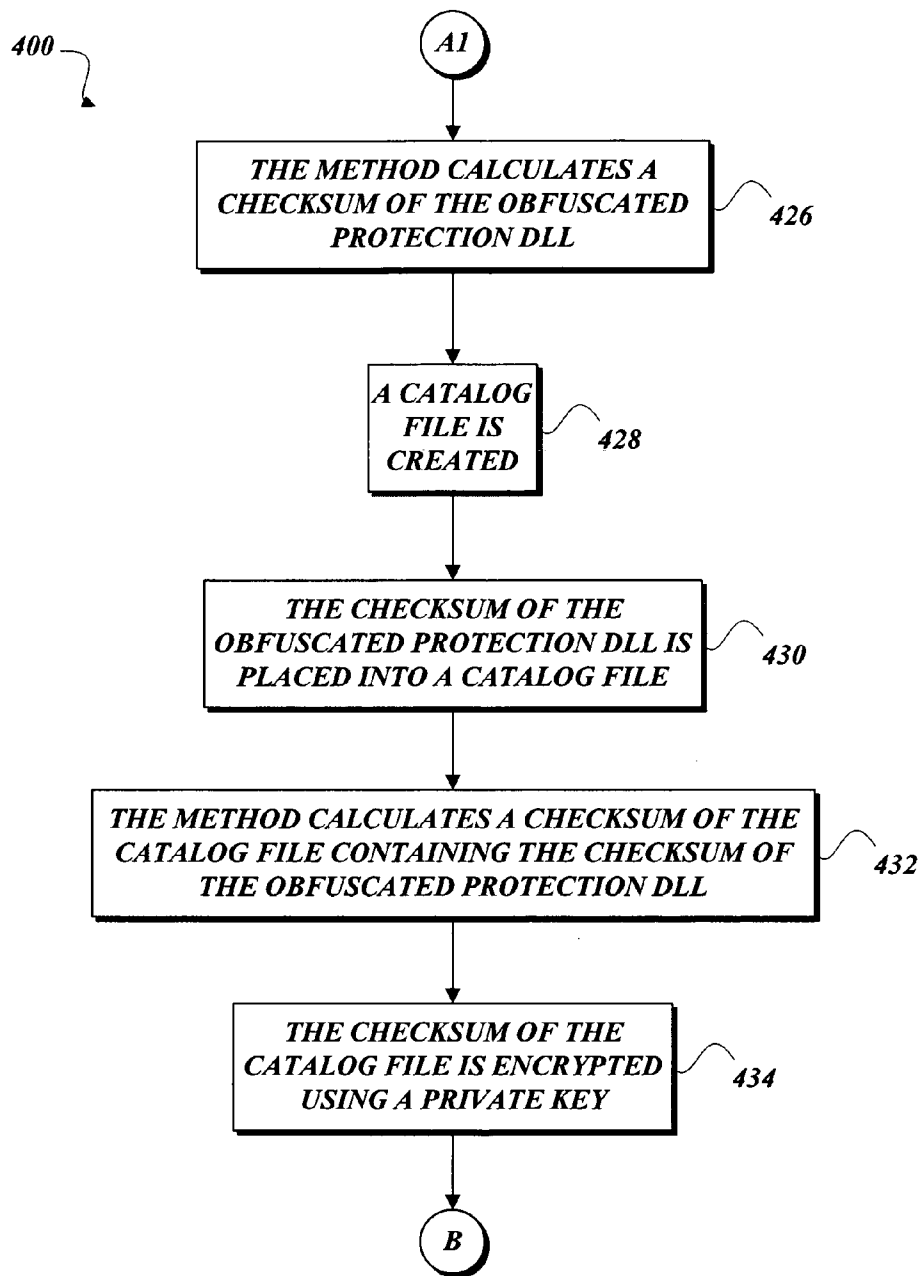 400
A1
THE METHOD CALCULATES A
CHECKSUM OF THE OBFUSCATED
PROTECTION DLL
426
A CATALOG
FILE IS
CREATED
428
THE CHECKSUM OF THE
OBFUSCATED PROTECTION DLL IS
PLACED INTO A CATALOG FILE
430
THE METHOD CALCULATES A CHECKSUM OF THE
CATALOG FILE CONTAINING THE CHECKSUM OF
THE OBFUSCATED PROTECTION DLL
432
THE CHECKSUM OF THE
CATALOG FILE IS ENCRYPTED
USING A PRIVATE KEY
434
B